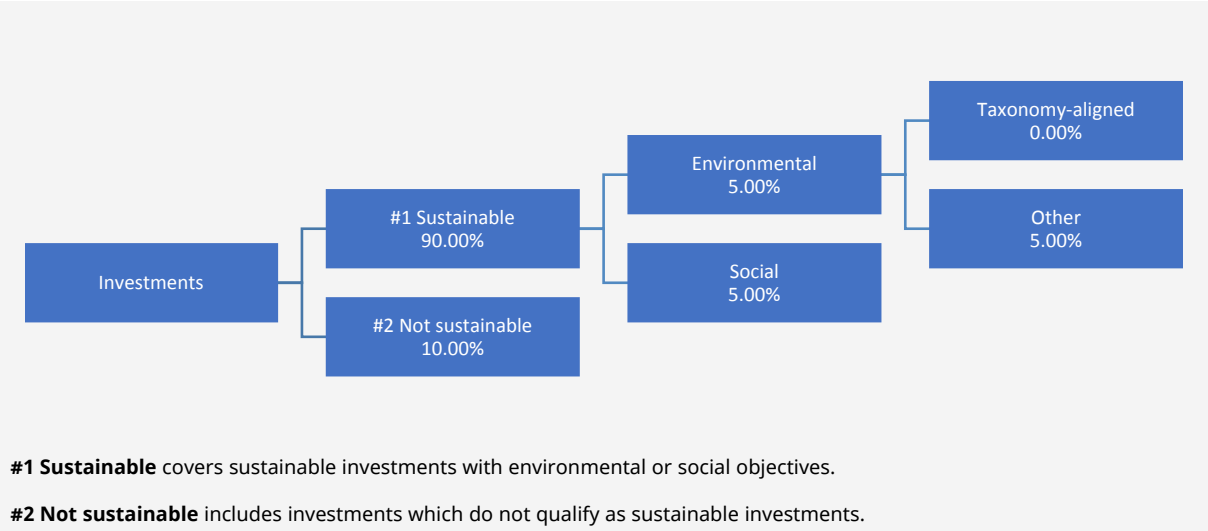 Investments
#1 Sustainable
90.00%
#2 Not sustainable
10.00%
Environmental
5.00%
Social
5.00%
Taxonomy-aligned
0.00%
Other
5.00%
#1 Sustainable covers sustainable investments with environmental or social objectives.
#2 Not sustainable includes investments which do not qualify as sustainable investments.